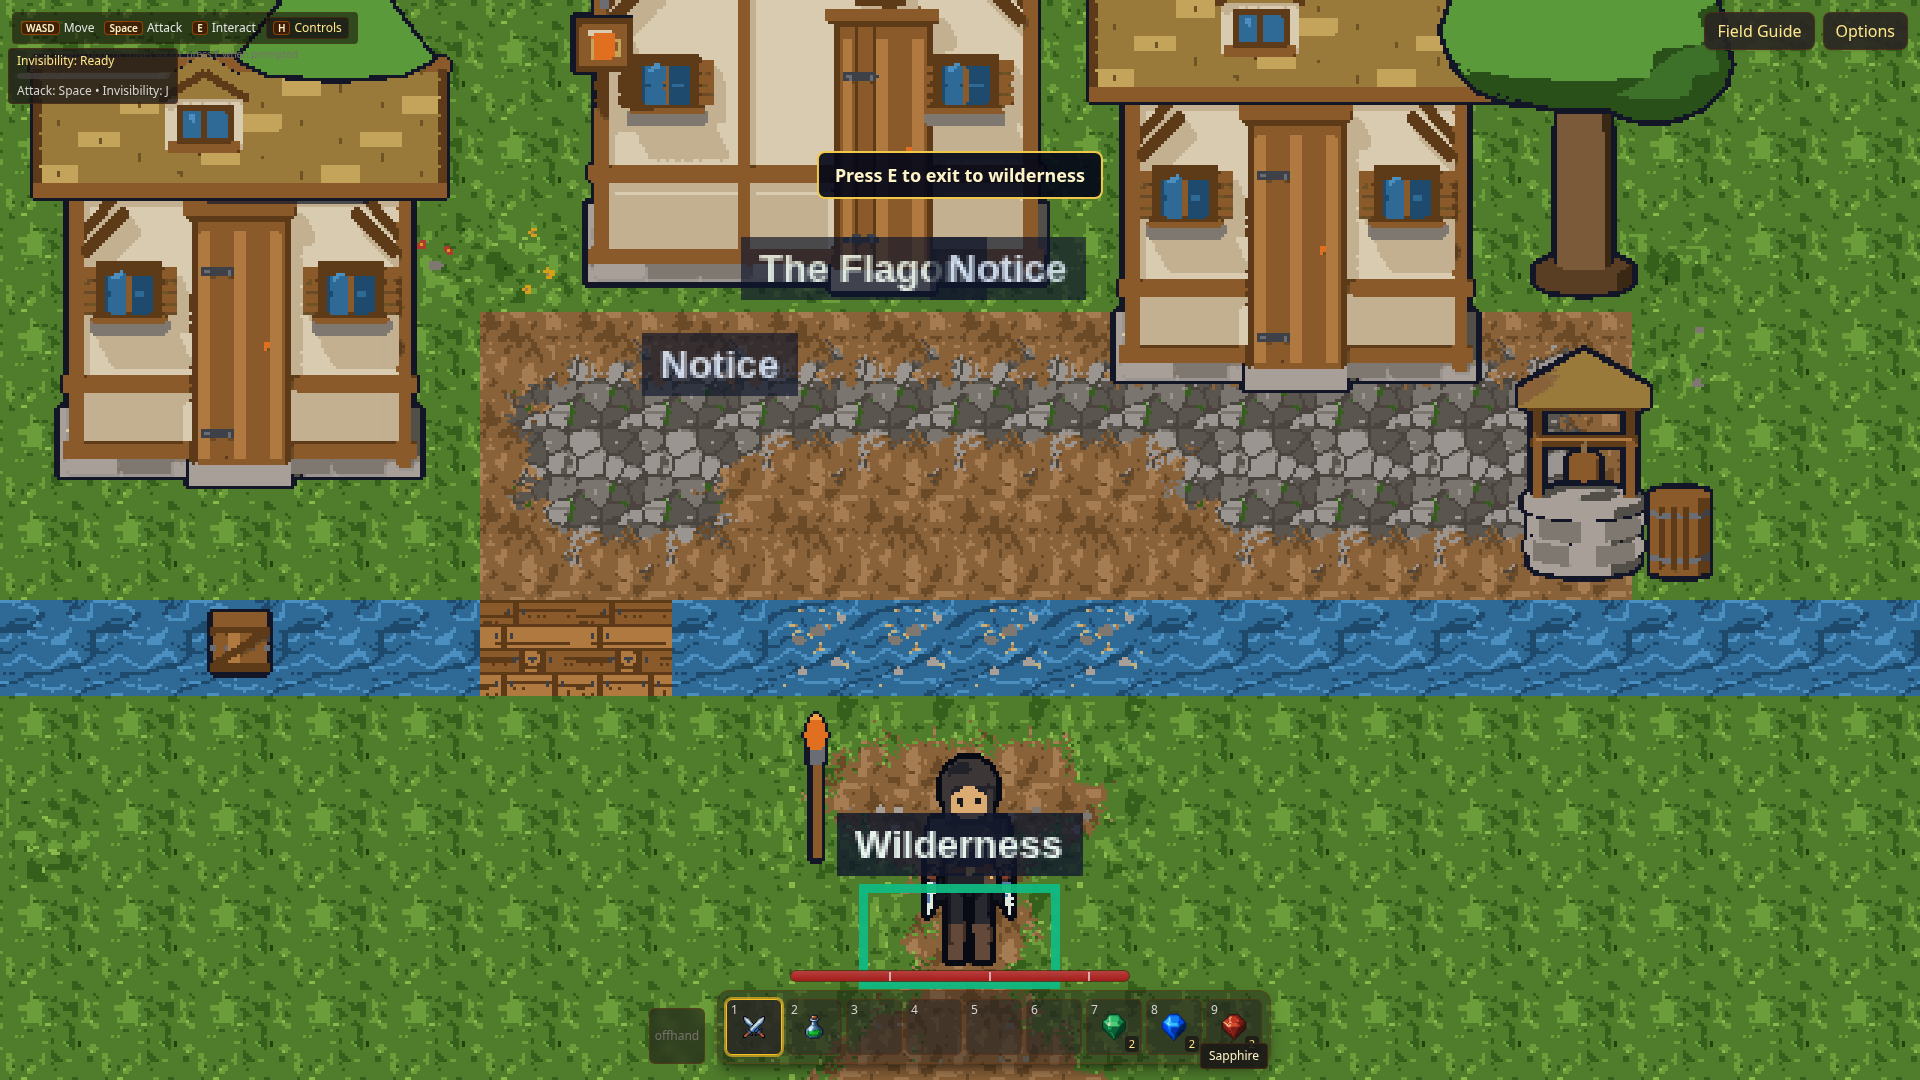 WASD Move Space Attack E Interact H Controls
Field Guide Options
Invisibility: Ready
Attack: Space • Invisibility: J
Press E to exit to wilderness
The Flago Notice
Notice
Wilderness
offhand 1 2 3 4 5 6 7 8 9
2 2 2
Sapphire